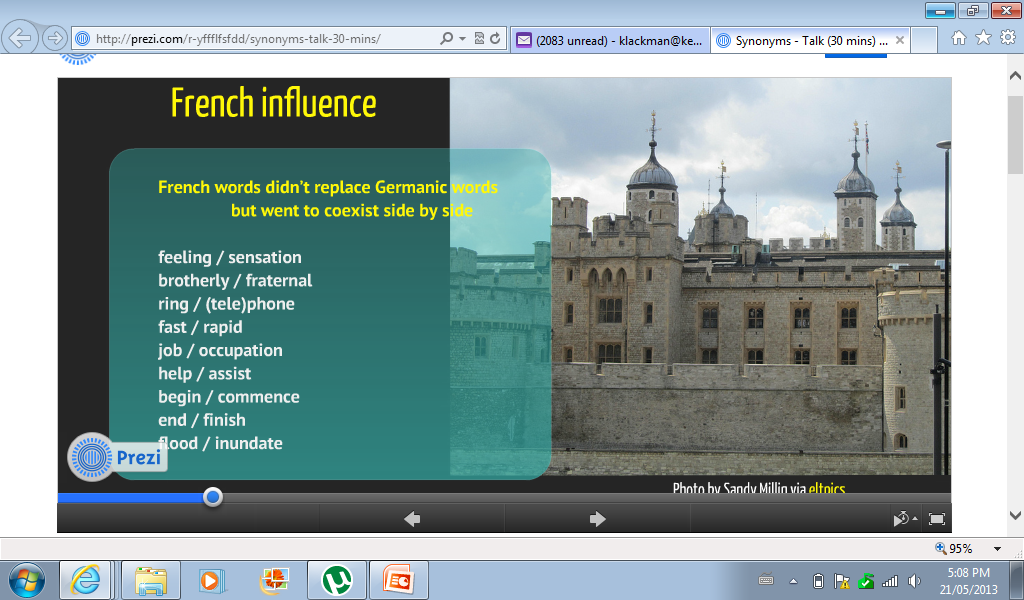 http://prezi.com/r-yffflfsfdd/synonyms-talk-30-mins/
(2083 unread) - klackman@ke...
Synonyms - Talk (30 mins) ...
French influence
French words didn't replace Germanic words
but went to coexist side by side
feeling / sensation
brotherly / fraternal
ring / (tele)phone
fast / rapid
job / occupation
help / assist
begin / commence
end / finish
flood / inundate
Prezi
Photo by Sandy Millin via eltpics
95%
5:08 PM
21/05/2013